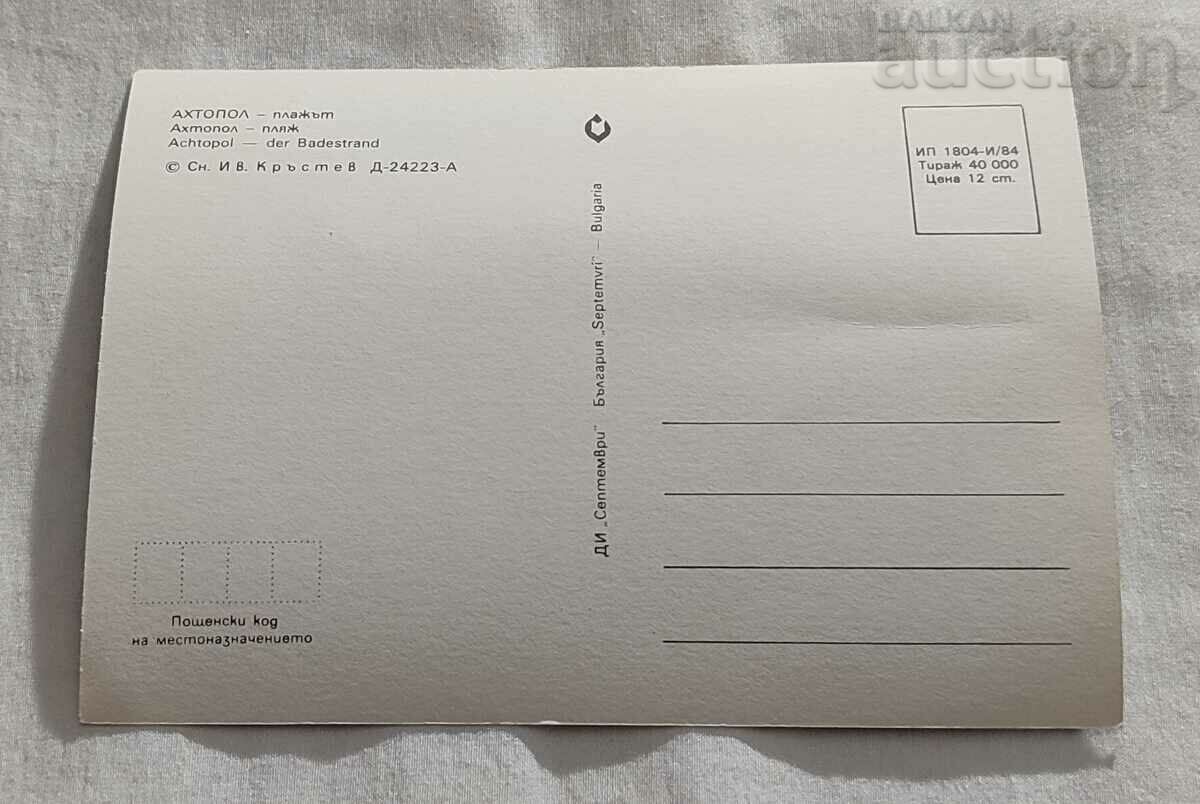 BALKAN
auction
АХТОПОЛ – плажът
Ахтопол – пляж
Achtopol — der Badestrand
© Сн. Ив. Кръстев Д-24223-А
ИП 1804-И/84
Тираж 40 000
Цена 12 ст.
ДИ „Септември" България „Septemvri" – Bulgaria
Пощенски код
на местоназначението